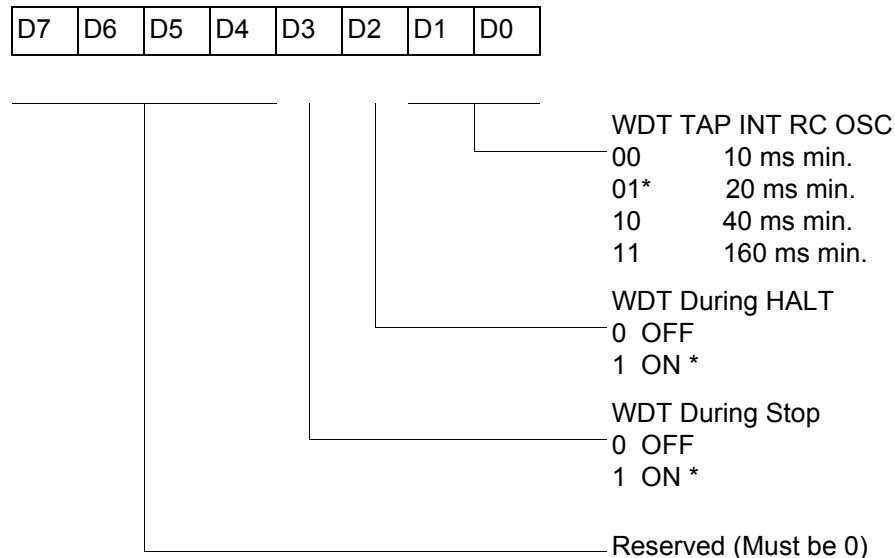 D7 D6 D5 D4 D3 D2 D1 D0
WDT TAP INT RC OSC
00 10 ms min.
01* 20 ms min.
10 40 ms min.
11 160 ms min.
WDT During HALT
0 OFF
1 ON *
WDT During Stop
0 OFF
1 ON *
Reserved (Must be 0)